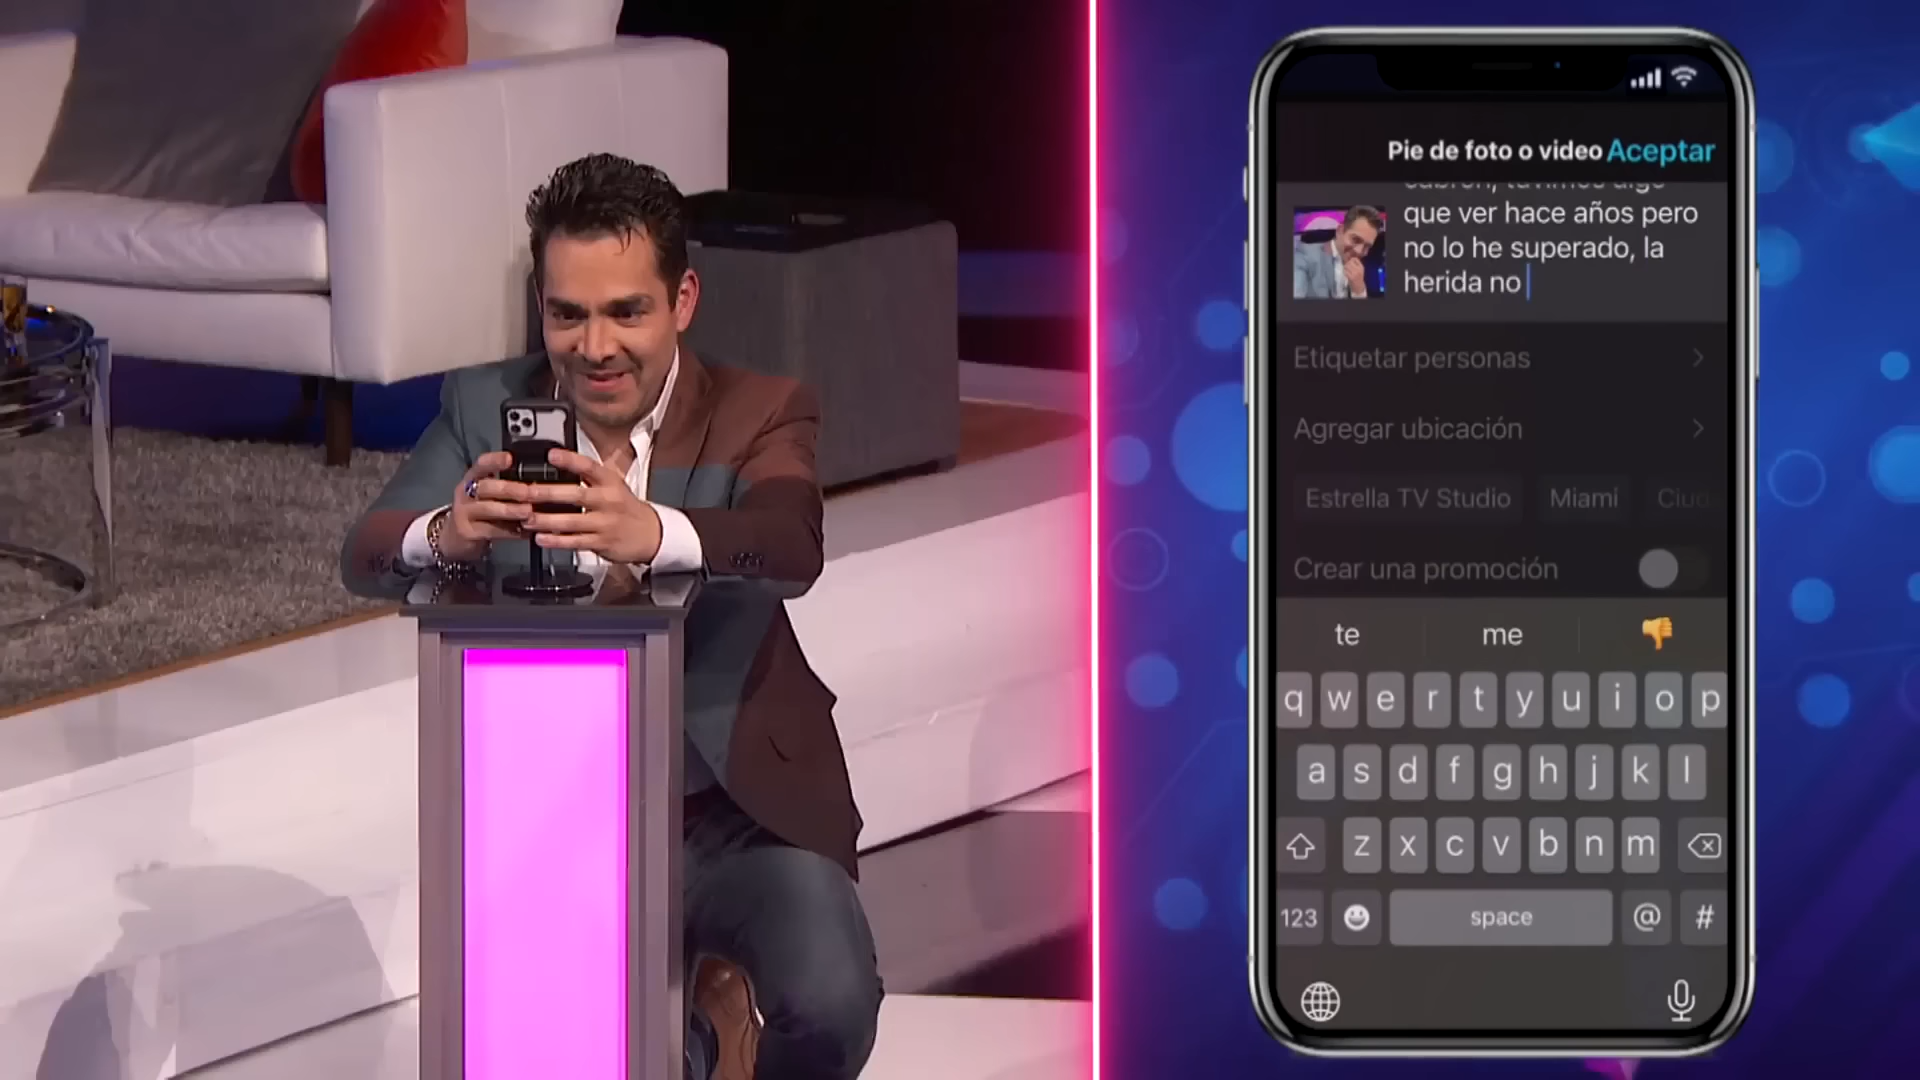 Pie de foto o video Aceptar
que ver hace años pero
no lo he superado, la
herida no
Etiquetar personas
Agregar ubicación
Estrella TV Studio Miami
Crear una promoción
te me
q w e r t y u i o p
a s d f g h j k l
z x c v b n m
123 space @ #